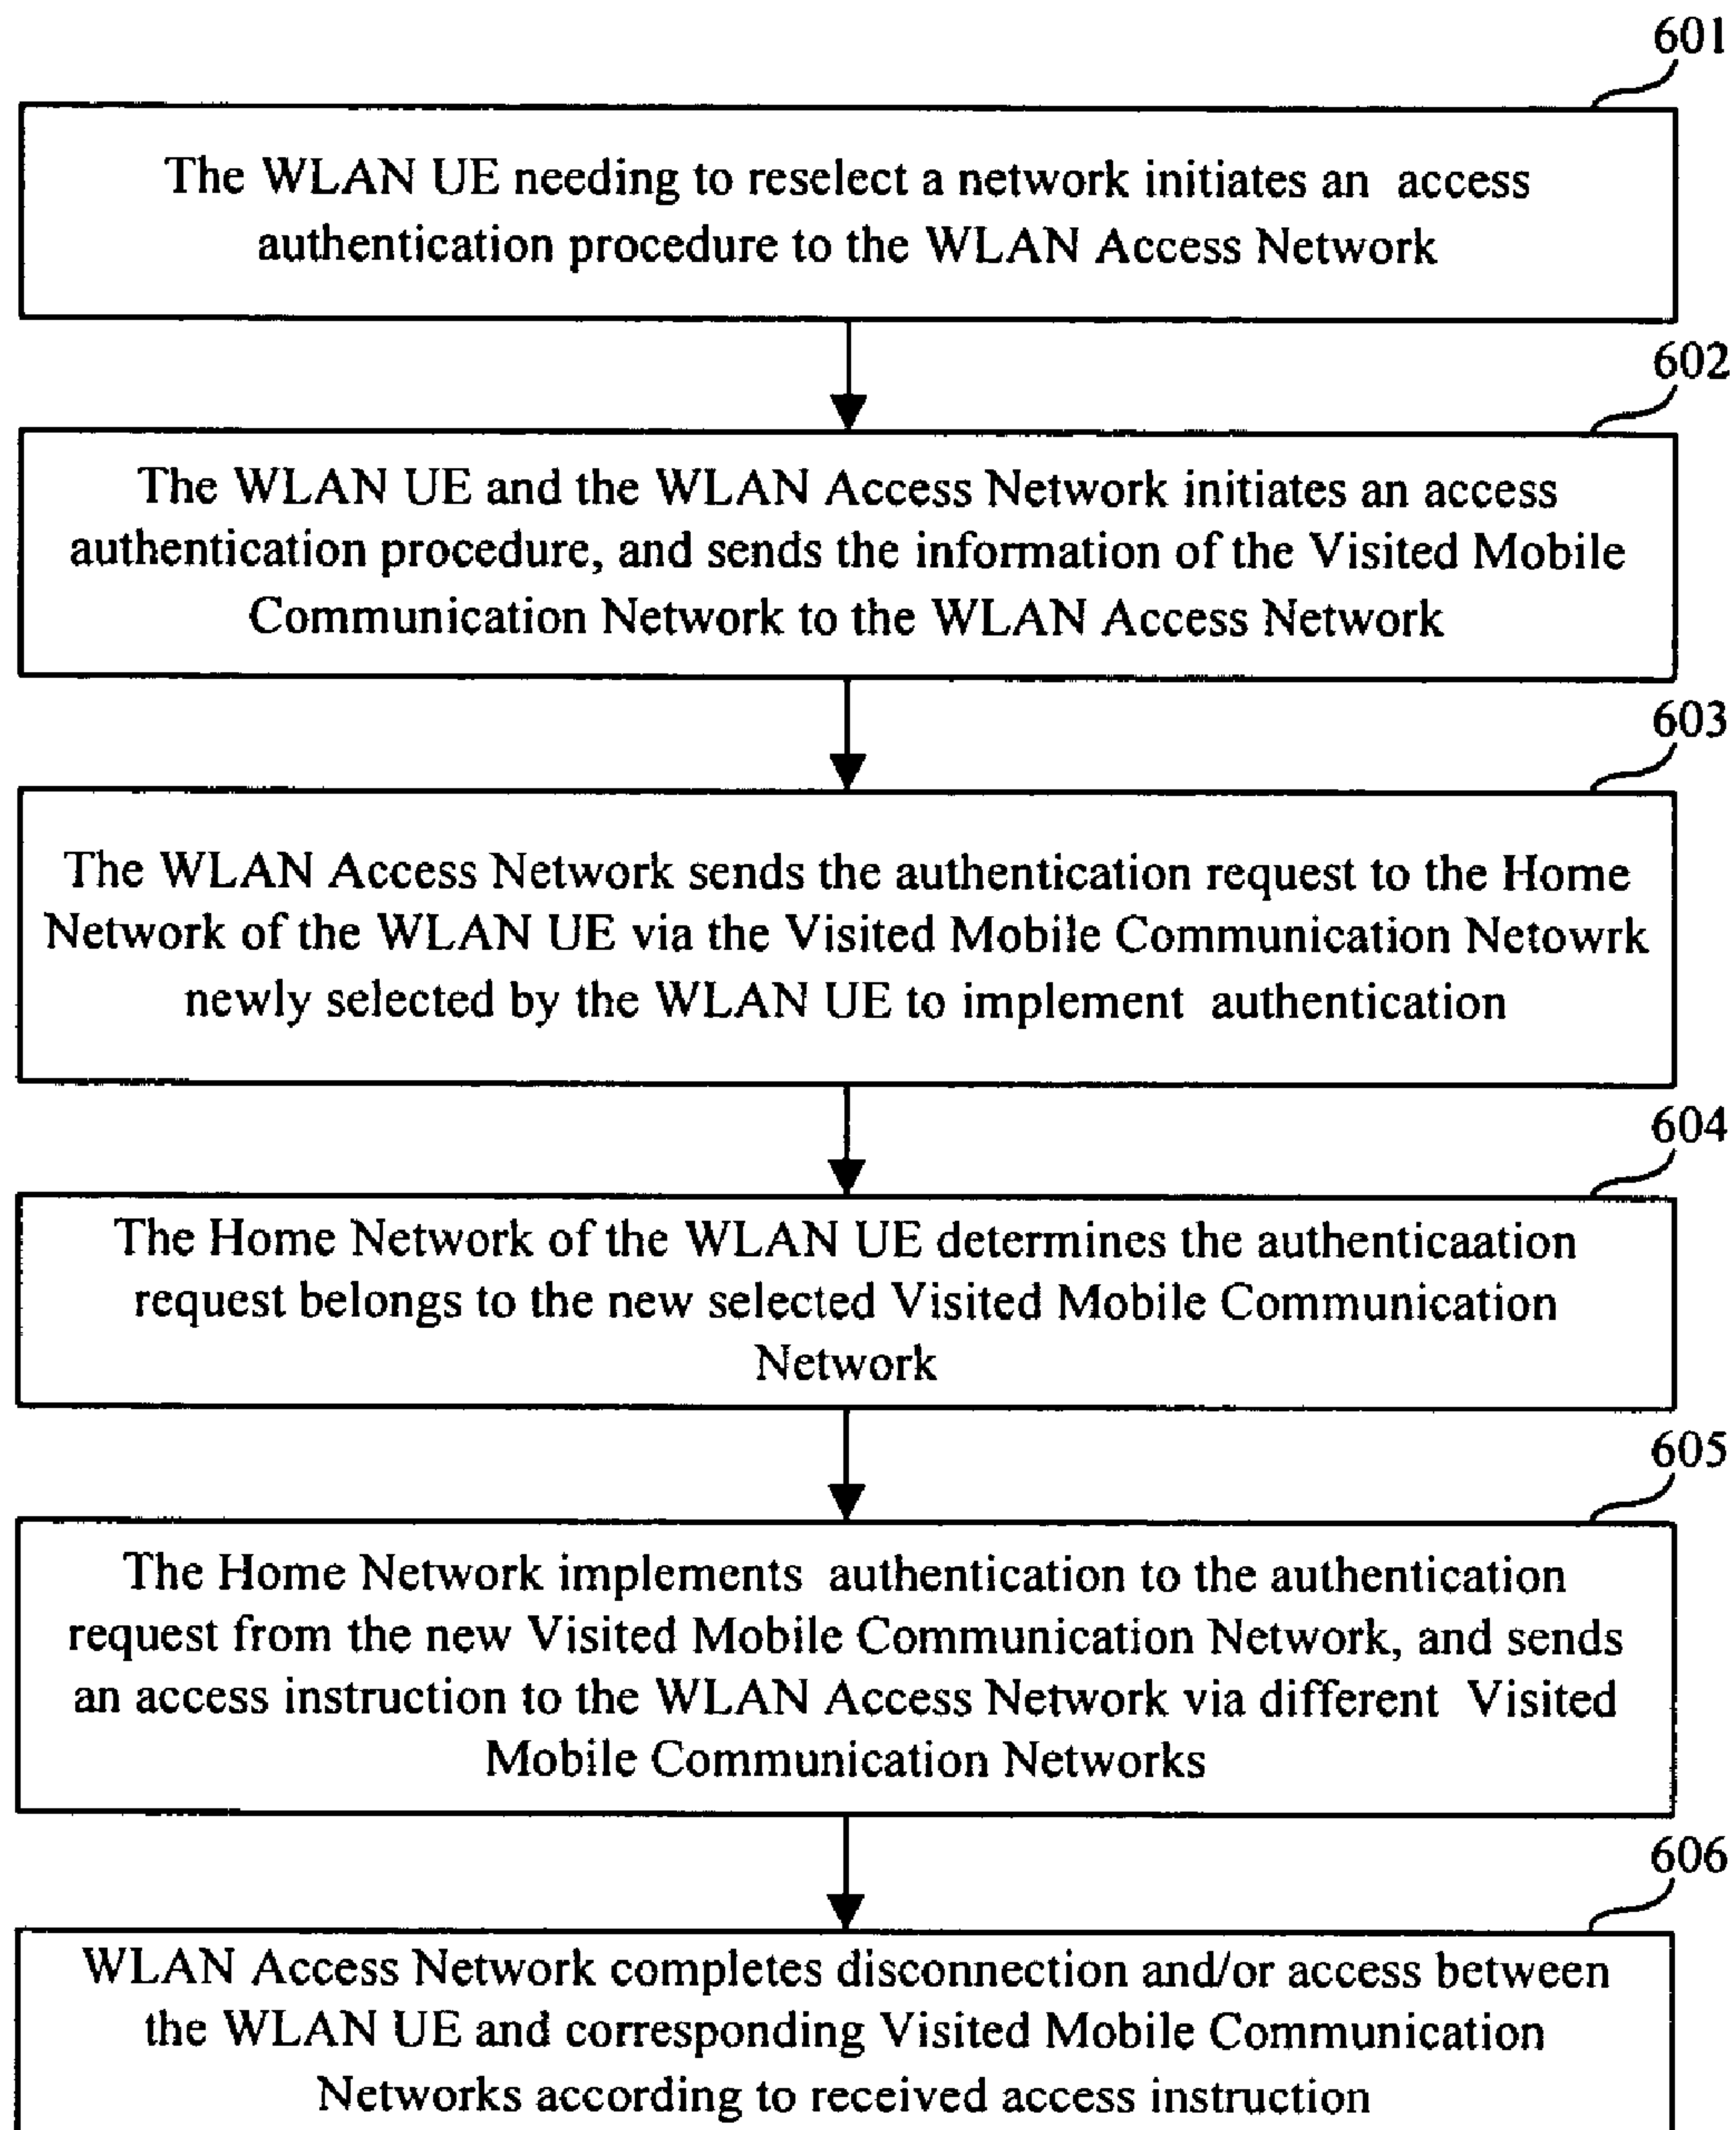 601
The WLAN UE needing to reselect a network initiates an access
authentication procedure to the WLAN Access Network
602
The WLAN UE and the WLAN Access Network initiates an access
authentication procedure, and sends the information of the Visited Mobile
Communication Network to the WLAN Access Network
603
The WLAN Access Network sends the authentication request to the Home
Network of the WLAN UE via the Visited Mobile Communication Netowrk
newly selected by the WLAN UE to implement authentication
604
The Home Network of the WLAN UE determines the authenticaation
request belongs to the new selected Visited Mobile Communication
Network
605
The Home Network implements authentication to the authentication
request from the new Visited Mobile Communication Network, and sends
an access instruction to the WLAN Access Network via different Visited
Mobile Communication Networks
606
WLAN Access Network completes disconnection and/or access between
the WLAN UE and corresponding Visited Mobile Communication
Networks according to received access instruction